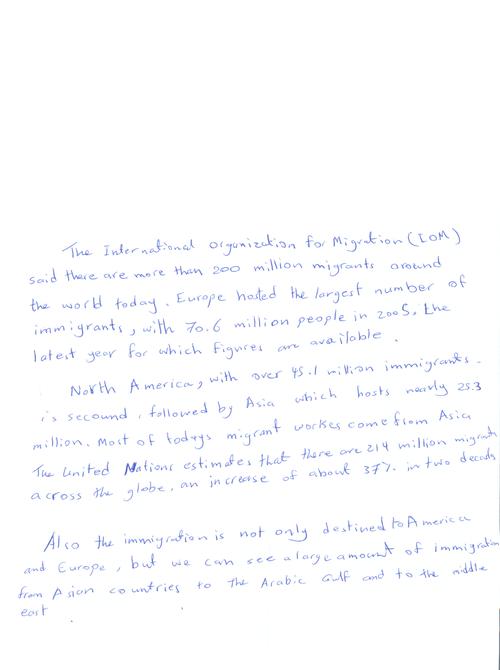 The International organization for Migration (IOM)
said there are more than 200 million migrants around
the world today. Europe hosted the largest number of
immigrants, with 70.6 million people in 2005, the
latest year for which figures are available.
North America, with over 45.1 million immigrants.
is secound, followed by Asia which hosts nearly 25.3
million. Most of todays migrant workes come from Asia
The United Nations estimates that there are 214 million migrants
across the globe, an increase of about 37% in two decads
Also the immigration is not only destined to America
and Europe, but we can see a large amount of immigration
from Asian countries to the Arabic Gulf and to the middle
east